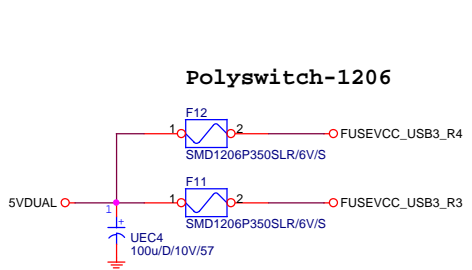 Polyswitch-1206
F12
1 2 FUSEVCC_USB3_R4
SMD1206P350SLR/6V/S
F11
5VDUAL 1 2 FUSEVCC_USB3_R3
SMD1206P350SLR/6V/S
1
+
UEC4
100u/D/10V/57